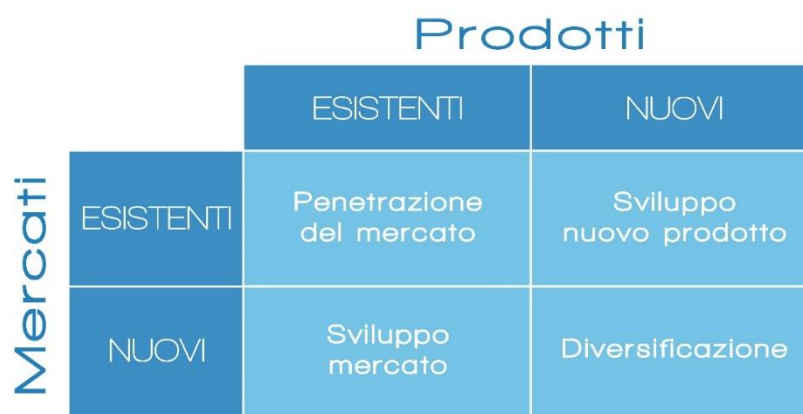 Prodotti
ESISTENTI
NUOVI
Mercati
ESISTENTI
Penetrazione
del mercato
Sviluppo
nuovo prodotto
NUOVI
Sviluppo
mercato
Diversificazione